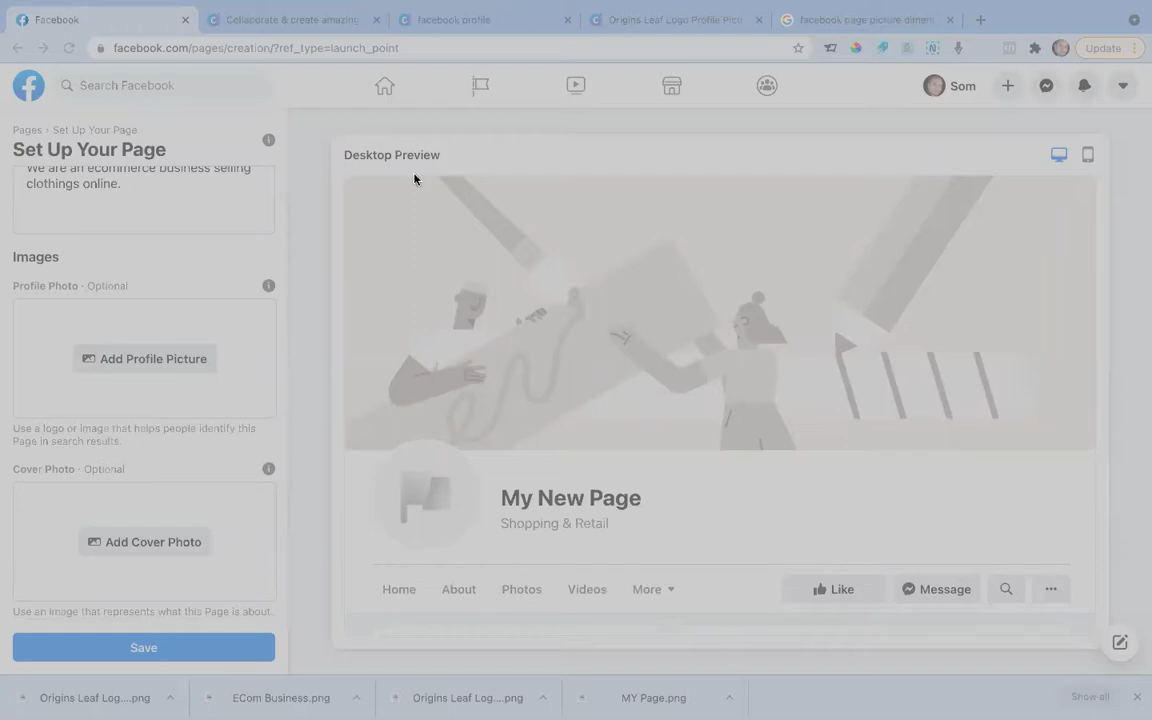 Facebook
Collaborate & create amazing
facebook profile
Origins Leaf Logo Profile Pictu
facebook page picture dimen
facebook.com/pages/creation/?ref_type=launch_point
Update
Search Facebook
Som
Pages › Set Up Your Page
Set Up Your Page
We are an ecommerce business selling
clothings online.
Images
Profile Photo · Optional
Add Profile Picture
Use a logo or image that helps people identify this
Page in search results.
Cover Photo · Optional
Add Cover Photo
Use an image that represents what this Page is about.
Save
Desktop Preview
My New Page
Shopping & Retail
Home
About
Photos
Videos
More
Like
Message
Origins Leaf Log....png
ECom Business.png
Origins Leaf Log....png
MY Page.png
Show all